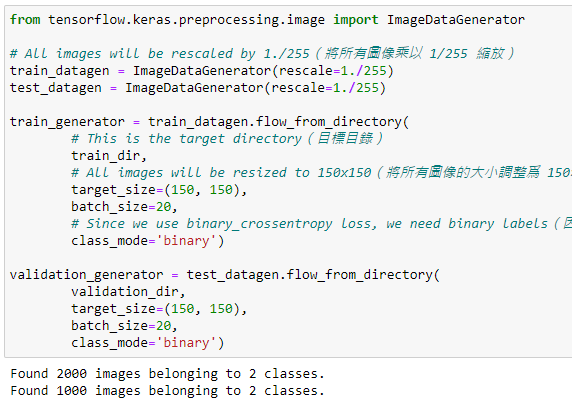 from tensorflow.keras.preprocessing.image import ImageDataGenerator
# All images will be rescaled by 1./255 (將所有圖像乘以 1/255 縮放)
train_datagen = ImageDataGenerator(rescale=1./255)
test_datagen = ImageDataGenerator(rescale=1./255)
train_generator = train_datagen.flow_from_directory(
# This is the target directory (目標目錄)
train_dir,
# All images will be resized to 150x150 (將所有圖像的大小調整爲 150
target_size=(150, 150),
batch_size=20,
# Since we use binary_crossentropy loss, we need binary labels (因
class_mode='binary')
validation_generator = test_datagen.flow_from_directory(
validation_dir,
target_size=(150, 150),
batch_size=20,
class_mode='binary')
Found 2000 images belonging to 2 classes.
Found 1000 images belonging to 2 classes.